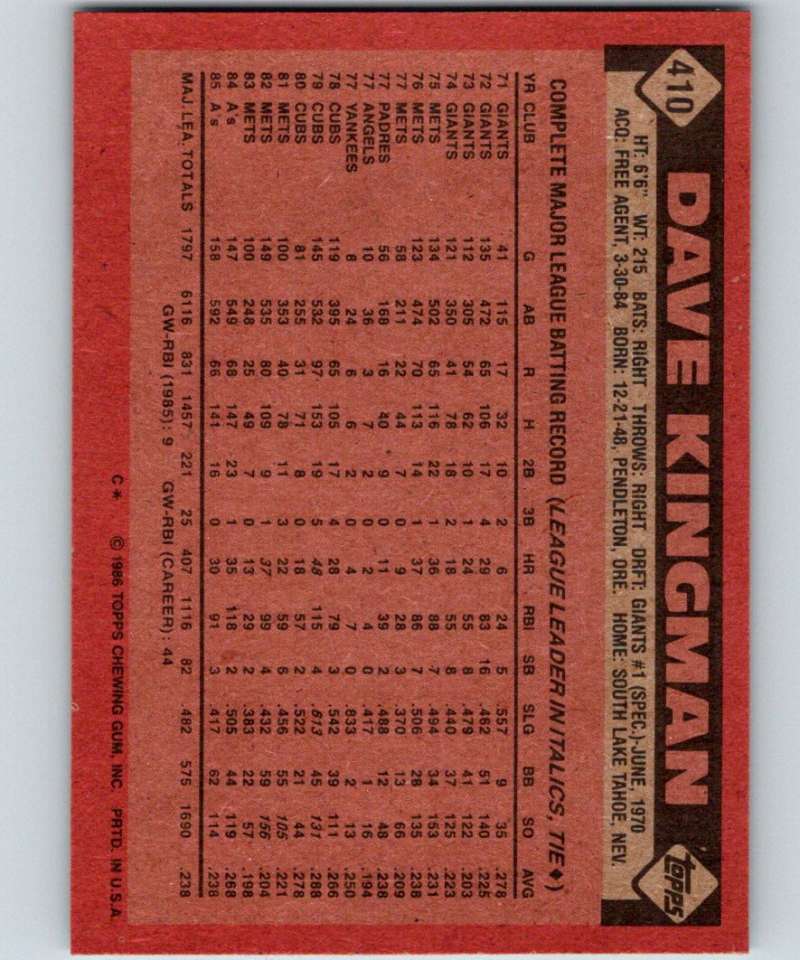 410 DAVE KINGMAN topps
HT: 6'6" WT: 215 BATS: RIGHT THROWS: RIGHT DRFT: GIANTS #1 (SPEC.)-JUNE, 1970
ACQ: FREE AGENT, 3-30-84 BORN: 12-21-48, PENDLETON, ORE. HOME: SOUTH LAKE TAHOE, NEV.
COMPLETE MAJOR LEAGUE BATTING RECORD (LEAGUE LEADER IN ITALICS, TIE♦)
YR CLUB G AB R H 2B 3B HR RBI SB SLG BB SO AVG
71 GIANTS 41 115 17 32 10 2 6 24 5 .557 9 35 .278
72 GIANTS 135 472 65 106 17 4 29 83 16 .462 51 140 .225
73 GIANTS 112 305 54 62 10 1 24 55 8 .479 41 122 .203
74 GIANTS 121 350 41 78 18 2 18 55 8 .440 37 125 .223
75 METS 134 502 65 116 22 1 36 88 7 .494 34 153 .231
76 METS 123 474 70 113 14 1 37 86 7 .506 28 135 .238
77 METS 58 211 22 44 7 0 9 28 3 .370 13 66 .209
77 PADRES 56 168 16 40 9 0 11 39 2 .488 12 48 .238
77 ANGELS 10 36 3 7 2 0 2 4 0 .417 1 16 .194
77 YANKEES 8 24 6 6 2 0 4 7 0 .833 2 13 .250
78 CUBS 119 395 65 105 17 4 28 79 3 .542 39 111 .266
79 CUBS 145 532 97 153 19 5 48 115 4 .613 45 131 .288
80 CUBS 81 255 31 71 8 0 18 57 2 .522 21 44 .278
81 METS 100 353 40 78 11 3 22 59 6 .456 55 105 .221
82 METS 149 535 80 109 9 1 37 99 4 .432 59 156 .204
83 METS 100 248 25 49 7 0 13 29 2 .383 22 57 .198
84 A's 147 549 68 147 23 1 35 118 2 .505 44 119 .268
85 A's 158 592 66 141 16 0 30 91 3 .417 62 114 .238
MAJ. LEA. TOTALS 1797 6116 831 1457 221 25 407 1116 82 .482 575 1690 .238
GW-RBI (1985): 9 GW-RBI (CAREER): 44
C* © 1986 TOPPS CHEWING GUM, INC. PRTD. IN U.S.A.